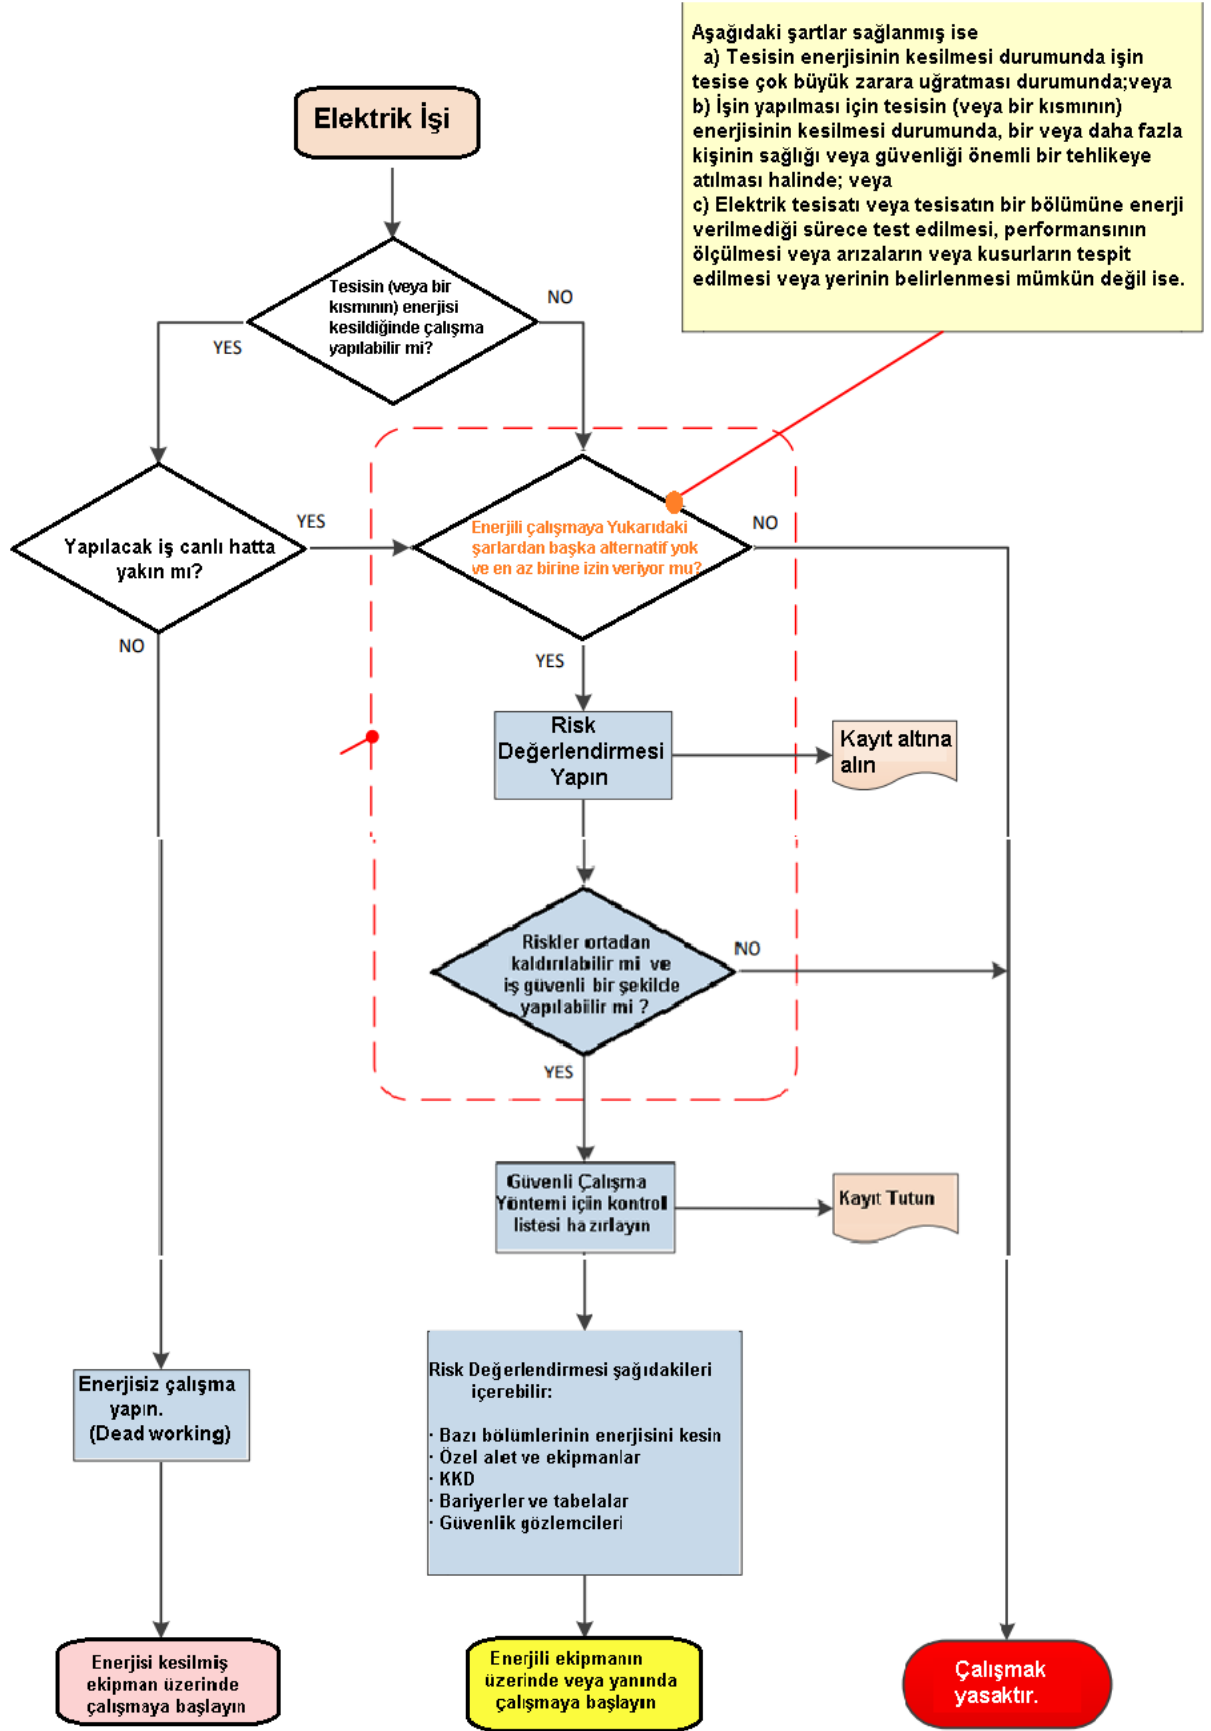 Aşağıdaki şartlar sağlanmış ise
a) Tesisin enerjisinin kesilmesi durumunda işin
tesise çok büyük zarara uğratması durumunda;veya
b) İşin yapılması için tesisin (veya bir kısmının)
enerjisinin kesilmesi durumunda, bir veya daha fazla
kişinin sağlığı veya güvenliği önemli bir tehlikeye
atılması halinde; veya
c) Elektrik tesisatı veya tesisatın bir bölümüne enerji
verilmediği sürece test edilmesi, performansının
ölçülmesi veya arızaların veya kusurların tespit
edilmesi veya yerinin belirlenmesi mümkün değil ise.
Elektrik İşi
Tesisin (veya bir
kısmının) enerjisi
kesildiğinde çalışma
yapılabilir mi?
NO
YES
Yapılacak iş canlı hatta
yakın mı?
YES
NO
Enerjili çalışmaya Yukarıdaki
şarlardan başka alternatif yok
ve en az birine izin veriyor mu?
NO
YES
Risk
Değerlendirmesi
Yapın
Kayıt altına
alın
Riskler ortadan
kaldırılabilir mi ve
iş güvenli bir şekilde
yapılabilir mi ?
NO
YES
Güvenli Çalışma
Yöntemi için kontrol
listesi hazırlayın
Kayıt Tutun
Enerjisiz çalışma
yapın.
(Dead working)
Risk Değerlendirmesi şağıdakileri
içerebilir:
· Bazı bölümlerinin enerjisini kesin
· Özel alet ve ekipmanlar
· KKD
· Bariyerler ve tabelalar
· Güvenlik gözlemcileri
Enerjisi kesilmiş
ekipman üzerinde
çalışmaya başlayın
Enerjili ekipmanın
üzerinde veya yanında
çalışmaya başlayın
Çalışmak
yasaktır.